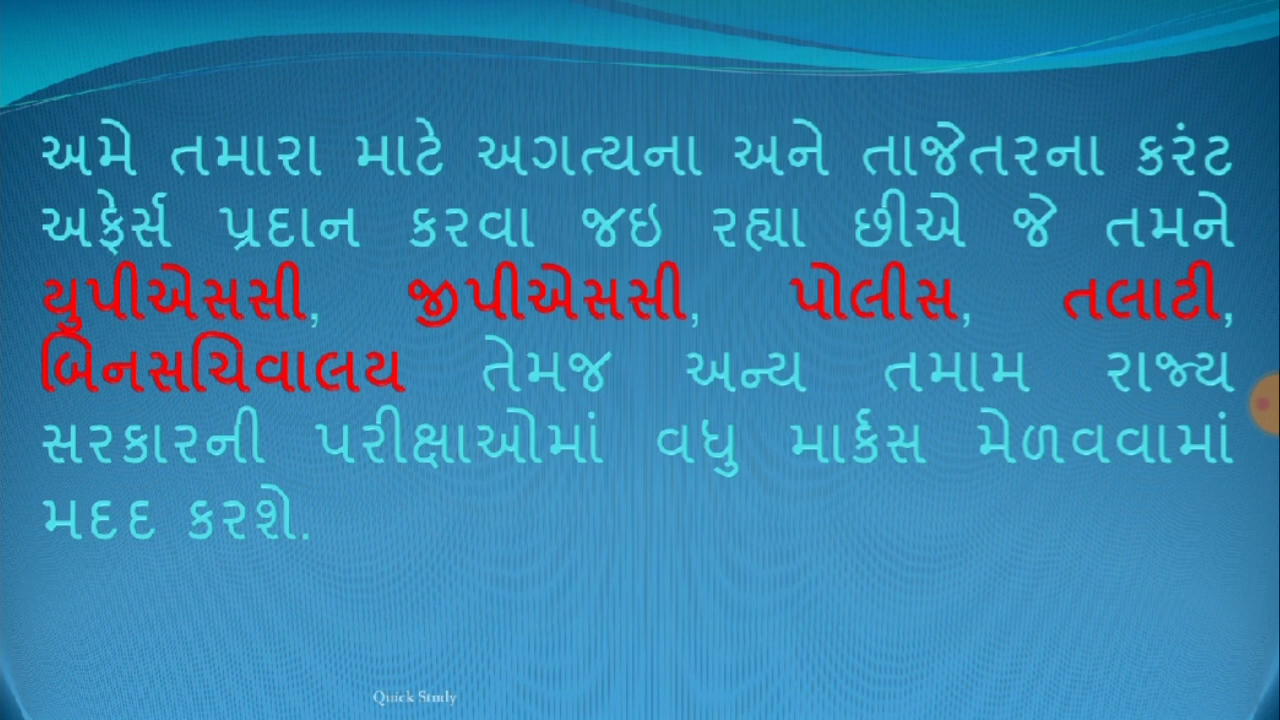 અમે તમારા માટે અગત્યના અને તાજેતરના કરંટ
અફેર્સ પ્રદાન કરવા જઇ રહ્યા છીએ જે તમને
યુપીએસસી, જીપીએસસી, પોલીસ, તલાટી,
બિનસચિવાલય તેમજ અન્ય તમામ રાજ્ય
સરકારની પરીક્ષાઓમાં વધુ માર્કસ મેળવવામાં
મદદ કરશે.
Quick Study